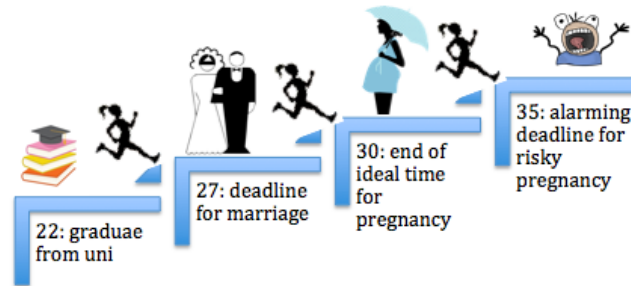 22: graduae
from uni
27: deadline
for marriage
30: end of
ideal time
for
pregnancy
35: alarming
deadline for
risky
pregnancy